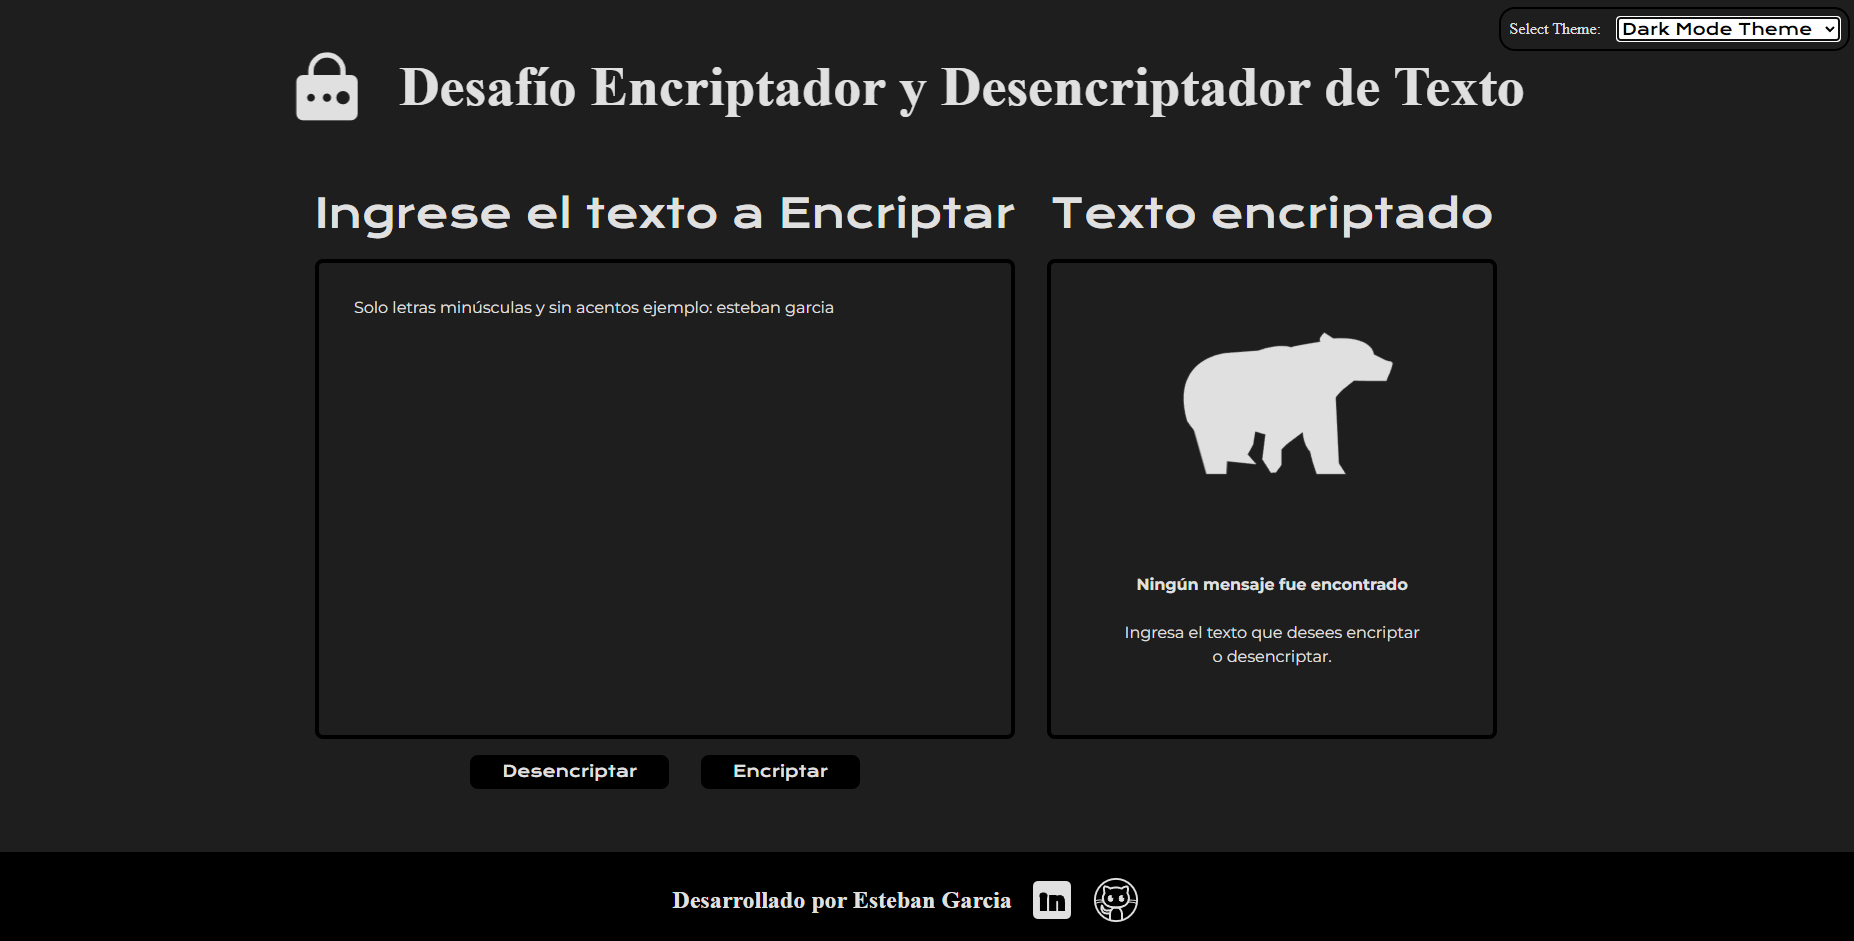 Select Theme: Dark Mode Theme
Desafío Encriptador y Desencriptador de Texto
Ingrese el texto a Encriptar
Solo letras minúsculas y sin acentos ejemplo: esteban garcia
Desencriptar
Encriptar
Texto encriptado
Ningún mensaje fue encontrado
Ingresa el texto que desees encriptar
o desencriptar.
Desarrollado por Esteban Garcia
in